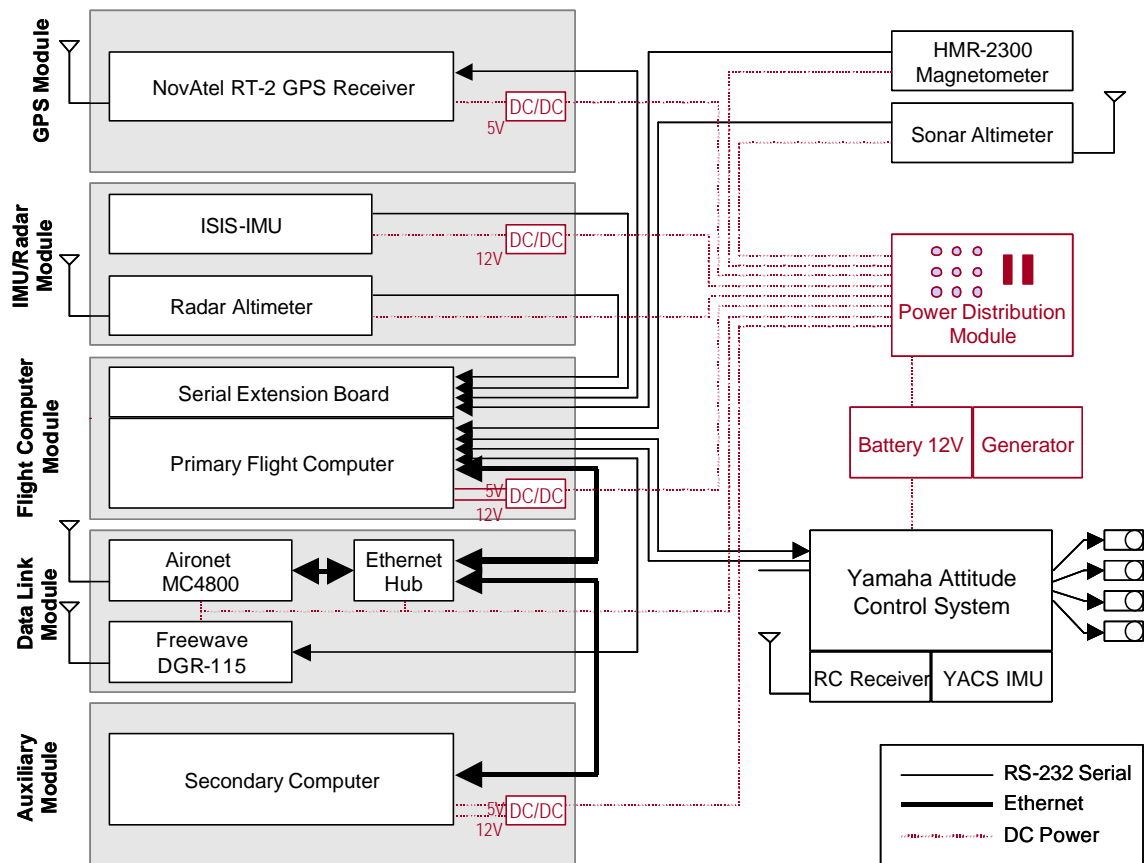 GPS Module
NovAtel RT-2 GPS Receiver
DC/DC
5V
HMR-2300
Magnetometer
Sonar Altimeter
IMU/Radar
Module
ISIS-IMU
DC/DC
12V
Radar Altimeter
Power Distribution
Module
Flight Computer
Module
Serial Extension Board
Primary Flight Computer
5V
DC/DC
12V
Battery 12V
Generator
Data Link
Module
Aironet
MC4800
Ethernet
Hub
Freewave
DGR-115
Yamaha Attitude
Control System
RC Receiver
YACS IMU
Auxiliary
Module
Secondary Computer
5V
DC/DC
12V
RS-232 Serial
Ethernet
DC Power